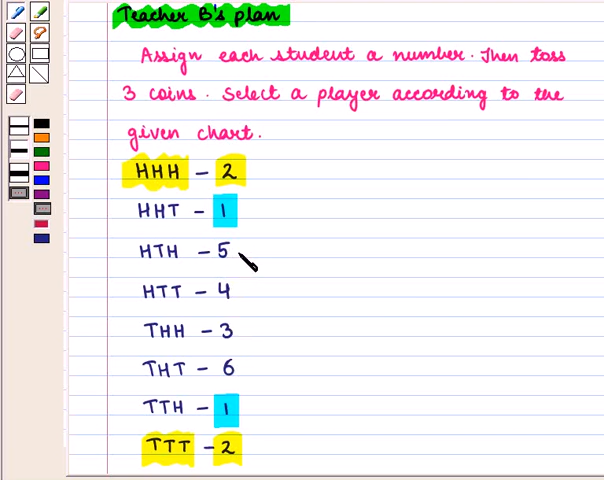 Teacher B's plan
Assign each student a number. Then toss
3 coins. Select a player according to the
given chart.
HHH - 2
HHT - 1
HTH - 5
HTT - 4
THH - 3
THT - 6
TTH - 1
TTT - 2